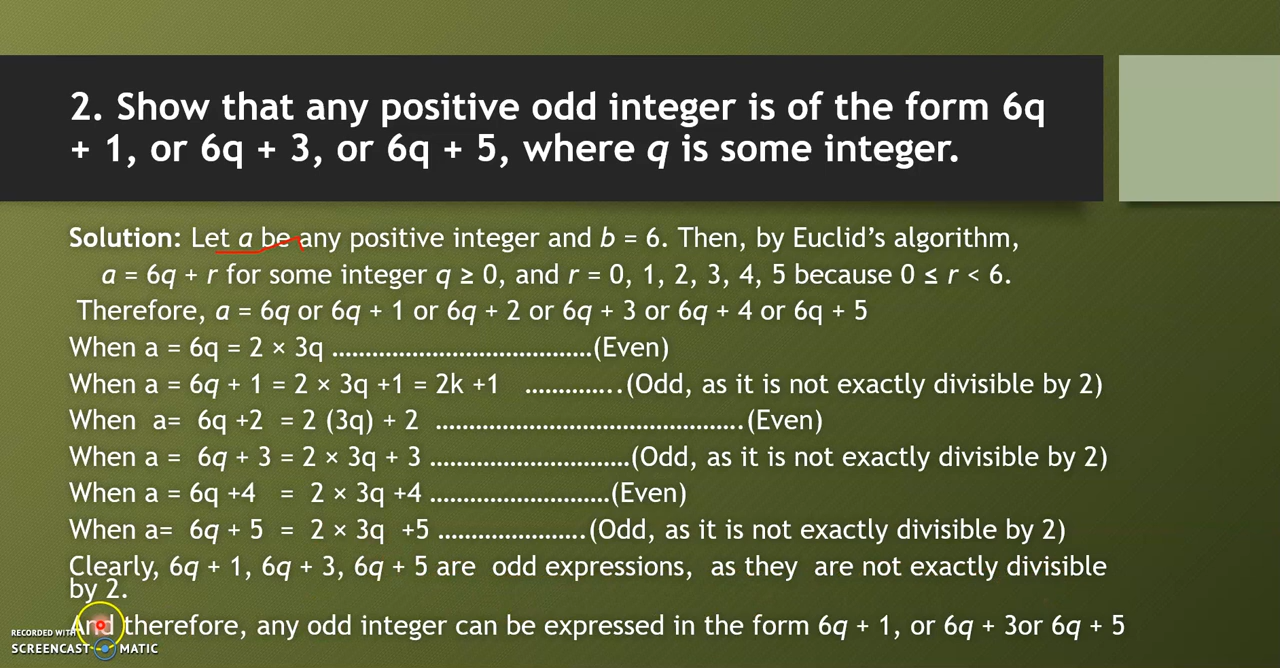 2. Show that any positive odd integer is of the form 6q
+ 1, or 6q + 3, or 6q + 5, where q is some integer.
Solution: Let a be any positive integer and b = 6. Then, by Euclid’s algorithm,
a = 6q + r for some integer q ≥ 0, and r = 0, 1, 2, 3, 4, 5 because 0 ≤ r < 6.
Therefore, a = 6q or 6q + 1 or 6q + 2 or 6q + 3 or 6q + 4 or 6q + 5
When a = 6q = 2 × 3q …………………………………(Even)
When a = 6q + 1 = 2 × 3q +1 = 2k +1 …………..(Odd, as it is not exactly divisible by 2)
When a= 6q +2 = 2 (3q) + 2 ……………………………………….(Even)
When a = 6q + 3 = 2 × 3q + 3 …………………………(Odd, as it is not exactly divisible by 2)
When a = 6q +4 = 2 × 3q +4 ………………………(Even)
When a= 6q + 5 = 2 × 3q +5 ………………….(Odd, as it is not exactly divisible by 2)
Clearly, 6q + 1, 6q + 3, 6q + 5 are odd expressions, as they are not exactly divisible
by 2.
And therefore, any odd integer can be expressed in the form 6q + 1, or 6q + 3or 6q + 5
RECORDED WITH
SCREENCAST MATIC